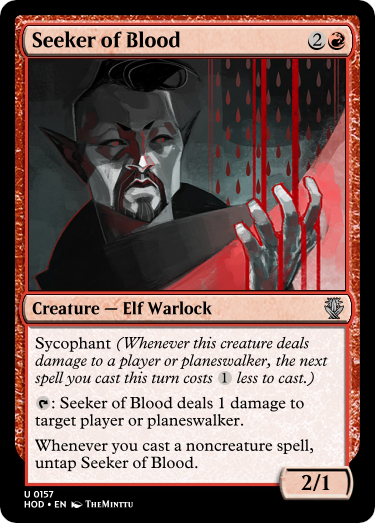 Seeker of Blood 2
Creature — Elf Warlock
Sycophant (Whenever this creature deals
damage to a player or planeswalker, the next
spell you cast this turn costs 1 less to cast.)
: Seeker of Blood deals 1 damage to
target player or planeswalker.
Whenever you cast a noncreature spell,
untap Seeker of Blood.
2/1
U 0157
HOD • EN TheMinttu